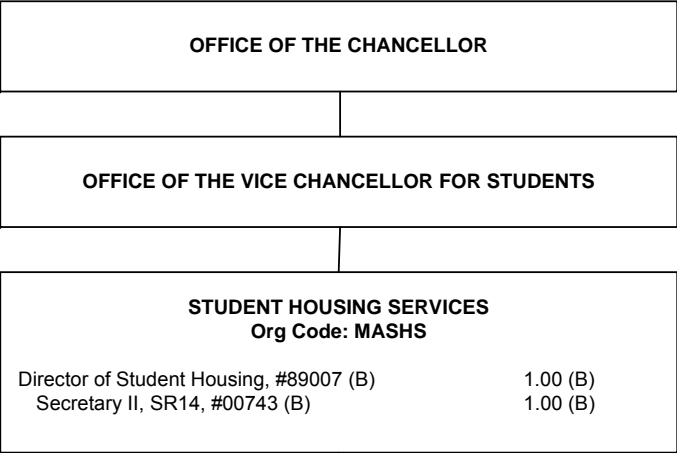 OFFICE OF THE CHANCELLOR
OFFICE OF THE VICE CHANCELLOR FOR STUDENTS
STUDENT HOUSING SERVICES
Org Code: MASHS
Director of Student Housing, #89007 (B) 1.00 (B)
Secretary II, SR14, #00743 (B) 1.00 (B)